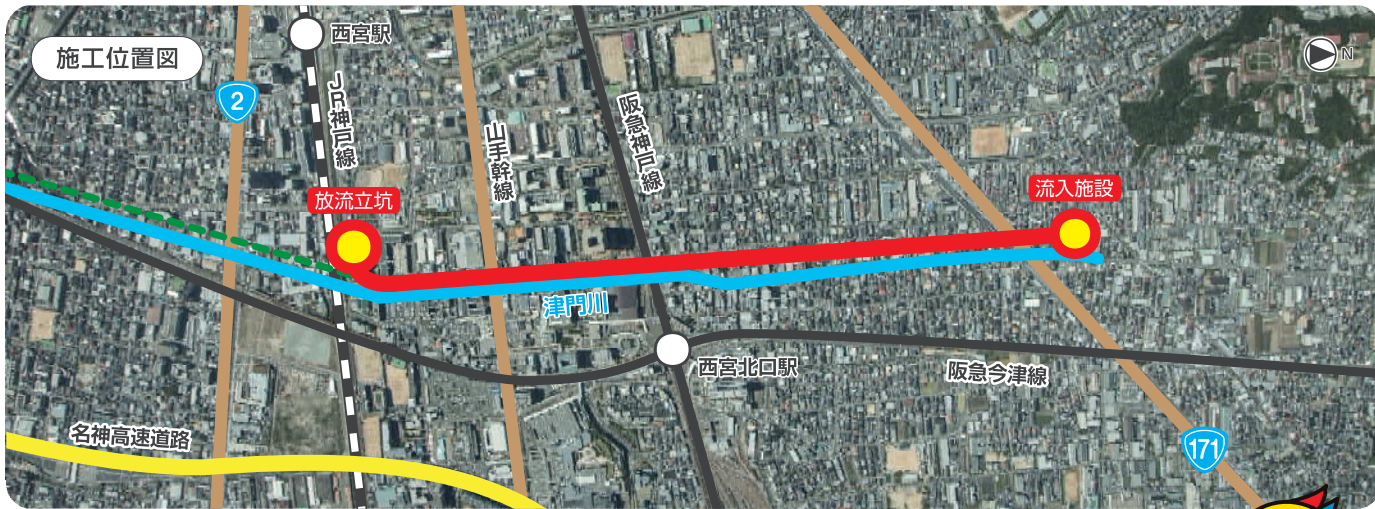 施工位置図
西宮駅
N
2
JR神戸線
山手幹線
阪急神戸線
放流立坑
流入施設
津門川
西宮北口駅
阪急今津線
名神高速道路
171